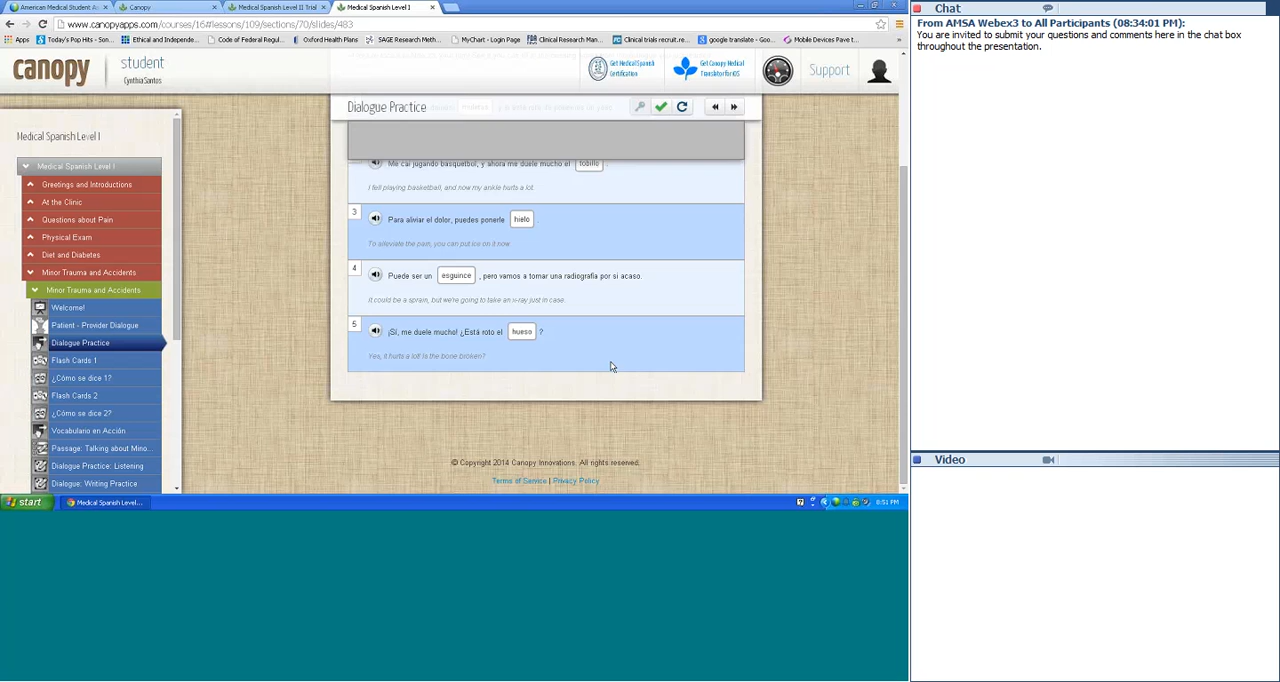 American Medical Student As
Canopy
Medical Spanish Level II Trial
Medical Spanish Level I
www.canopyapps.com/courses/16#lessons/109/sections/70/slides/483
Apps
Today's Pop Hits - Son...
Ethical and Independe...
Code of Federal Regul...
Oxford Health Plans
SAGE Research Meth...
MyChart - Login Page
Clinical Research Man...
Clinical trials recruit.re...
google translate - Goo...
Mobile Devices Pave t...
canopy
student
Cynthia Santos
Get Medical Spanish
Certification
Get Canopy Medical
Translator for iOS
Support
Medical Spanish Level I
Medical Spanish Level I
Greetings and Introductions
At the Clinic
Questions about Pain
Physical Exam
Diet and Diabetes
Minor Trauma and Accidents
Minor Trauma and Accidents
Welcome!
Patient - Provider Dialogue
Dialogue Practice
Flash Cards 1
¿Cómo se dice 1?
Flash Cards 2
¿Cómo se dice 2?
Vocabulario en Acción
Passage: Talking about Mino...
Dialogue Practice: Listening
Dialogue: Writing Practice
Dialogue Practice
Me caí jugando basquetbol, y ahora me duele mucho el tobillo .
I fell playing basketball, and now my ankle hurts a lot.
3
Para aliviar el dolor, puedes ponerle hielo
To alleviate the pain, you can put ice on it now.
4
Puede ser un esguince , pero vamos a tomar una radiografía por si acaso.
It could be a sprain, but we're going to take an x-ray just in case.
5
¡Sí, me duele mucho! ¿Está roto el hueso ?
Yes, it hurts a lot! Is the bone broken?
© Copyright 2014 Canopy Innovations. All rights reserved.
Terms of Service | Privacy Policy
start
Medical Spanish Level...
8:51 PM
Chat
From AMSA Webex3 to All Participants (08:34:01 PM):
You are invited to submit your questions and comments here in the chat box
throughout the presentation.
Video